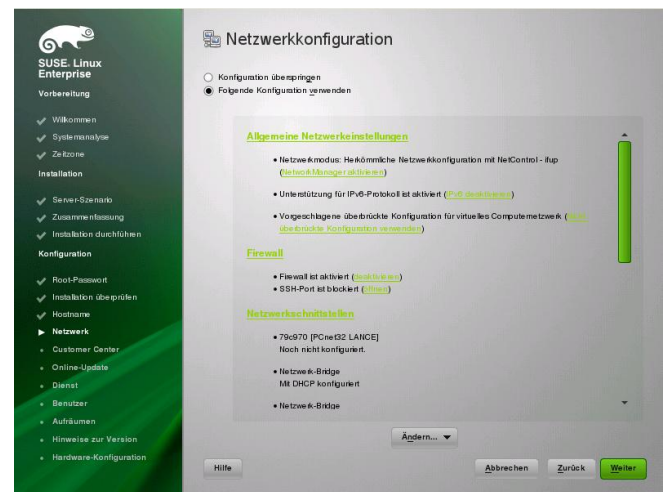 SUSE. Linux
Enterprise
Vorbereitung
Willkommen
Systemanalyse
Zeitzone
Installation
Server-Szenario
Zusammenfassung
Installation durchführen
Konfiguration
Root-Passwort
Installation überprüfen
Hostname
Netzwerk
Customer Center
Online-Update
Dienst
Benutzer
Aufräumen
Hinweise zur Version
Hardware-Konfiguration
Netzwerkkonfiguration
Konfiguration überspringen
Folgende Konfiguration verwenden
Allgemeine Netzwerkeinstellungen
• Netzwerkmodus: Herkömmliche Netzwerkkonfiguration mit NetControl - ifup
(NetworkManager aktivieren)
• Unterstützung für IPv6-Protokoll ist aktiviert (IPv6 deaktivieren)
• Vorgeschlagene überbrückte Konfiguration für virtuelles Computernetzwerk (
überbrückte Konfiguration verwenden)
Firewall
• Firewall ist aktiviert (deaktivieren)
• SSH-Port ist blockiert (öffnen)
Netzwerkschnittstellen
• 79c970 [PCnet32 LANCE]
Noch nicht konfiguriert.
• Netzwerk-Bridge
Mit DHCP konfiguriert
• Netzwerk-Bridge
Ändern...
Hilfe
Abbrechen
Zurück
Weiter